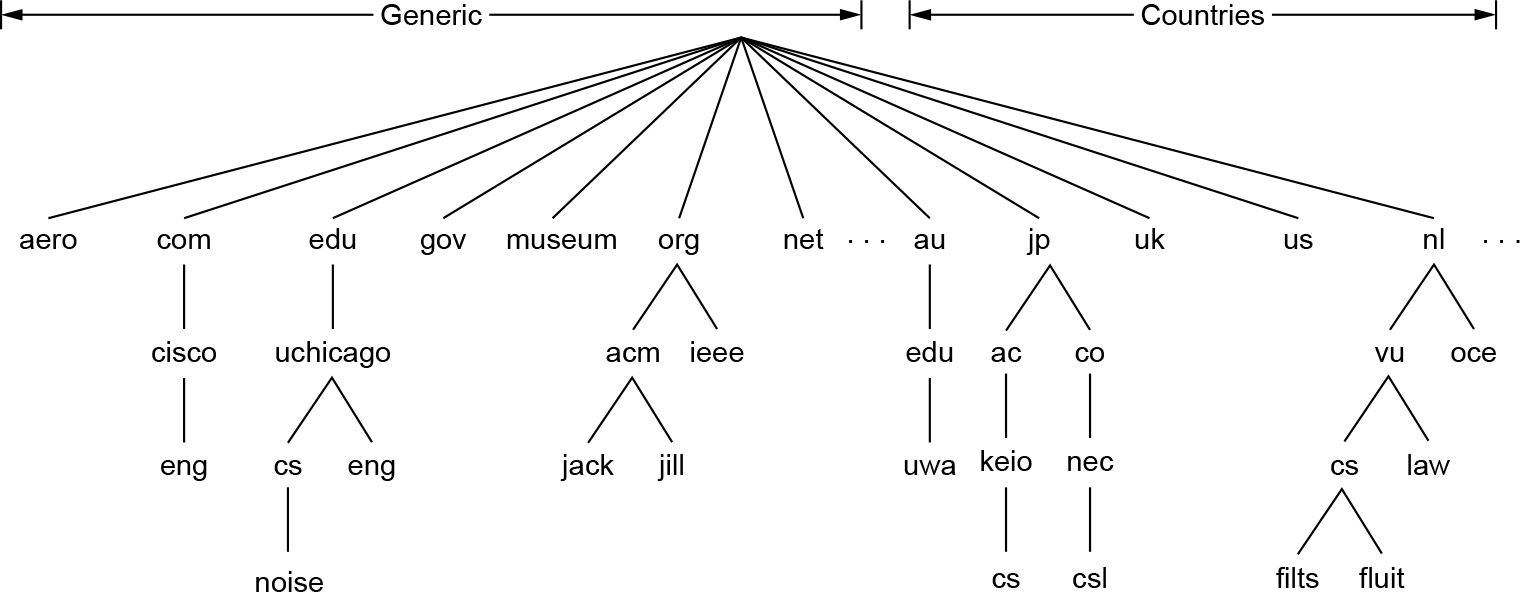 Generic Countries
aero com edu gov museum org net . . . au jp uk us nl . . .
cisco uchicago acm ieee edu ac co vu oce
eng cs eng jack jill uwa keio nec cs law
noise cs csl filts fluit